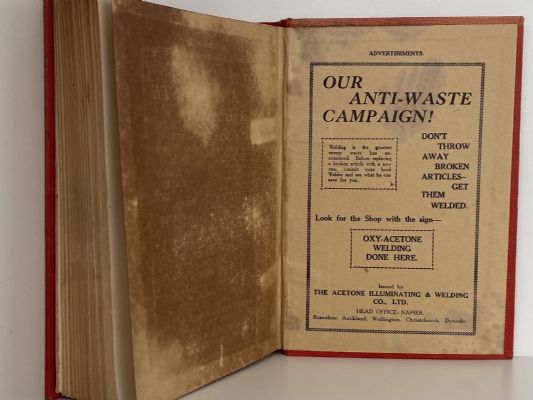 ADVERTISEMENTS.
OUR
ANTI-WASTE
CAMPAIGN!
Welding is the greatest
enemy waste has en-
countered. Before replacing
a broken article with a new
one, consult your local
Welder and see what he can
save for you.
DON'T
THROW
AWAY
BROKEN
ARTICLES—
GET
THEM
WELDED.
Look for the Shop with the sign—
OXY-ACETONE
WELDING
DONE HERE.
Issued by
THE ACETONE ILLUMINATING & WELDING
CO., LTD.
HEAD OFFICE- NAPIER.
Branches: Auckland, Wellington, Christchurch, Dunedin.